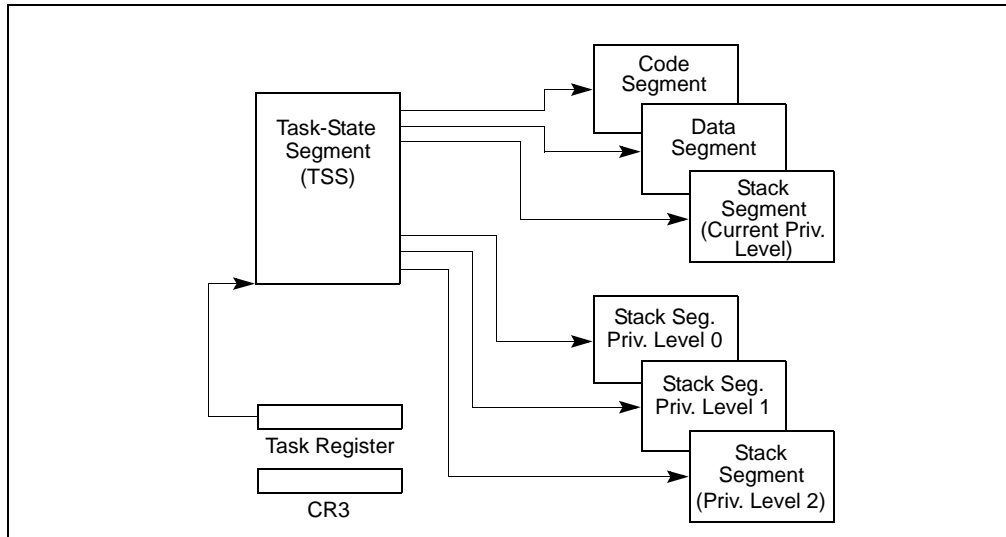 Code
Segment
Task-State
Segment
(TSS)
Data
Segment
Stack
Segment
(Current Priv.
Level)
Stack Seg.
Priv. Level 0
Stack Seg.
Priv. Level 1
Task Register
Stack
Segment
(Priv. Level 2)
CR3